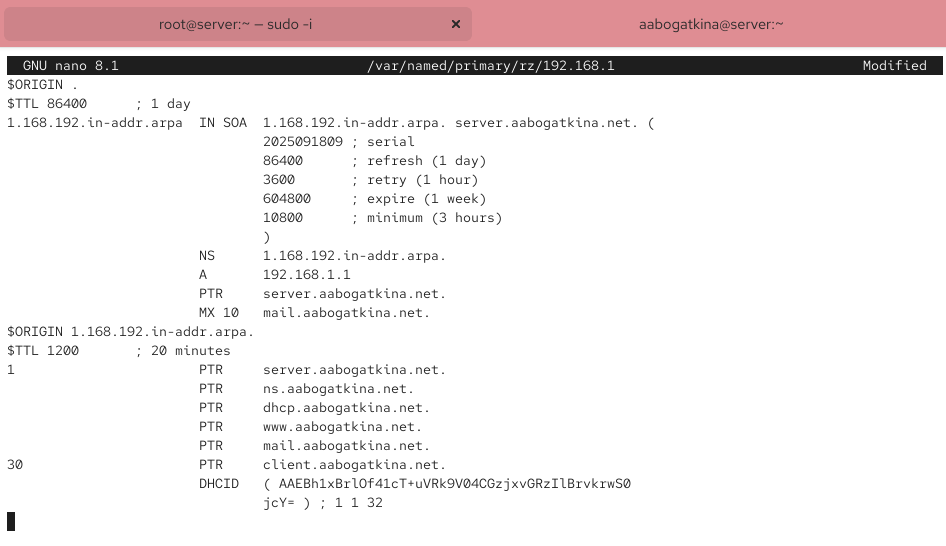 root@server:~ — sudo -i
aabogatkina@server:~
GNU nano 8.1 /var/named/primary/rz/192.168.1 Modified
$ORIGIN .
$TTL 86400 ; 1 day
1.168.192.in-addr.arpa IN SOA 1.168.192.in-addr.arpa. server.aabogatkina.net. (
2025091809 ; serial
86400 ; refresh (1 day)
3600 ; retry (1 hour)
604800 ; expire (1 week)
10800 ; minimum (3 hours)
)
NS 1.168.192.in-addr.arpa.
A 192.168.1.1
PTR server.aabogatkina.net.
MX 10 mail.aabogatkina.net.
$ORIGIN 1.168.192.in-addr.arpa.
$TTL 1200 ; 20 minutes
1 PTR server.aabogatkina.net.
PTR ns.aabogatkina.net.
PTR dhcp.aabogatkina.net.
PTR www.aabogatkina.net.
PTR mail.aabogatkina.net.
30 PTR client.aabogatkina.net.
DHCID ( AAEBh1xBrlOf41cT+uVRk9V04CGzjxvGRzIlBrvkrwS0
jcY= ) ; 1 1 32